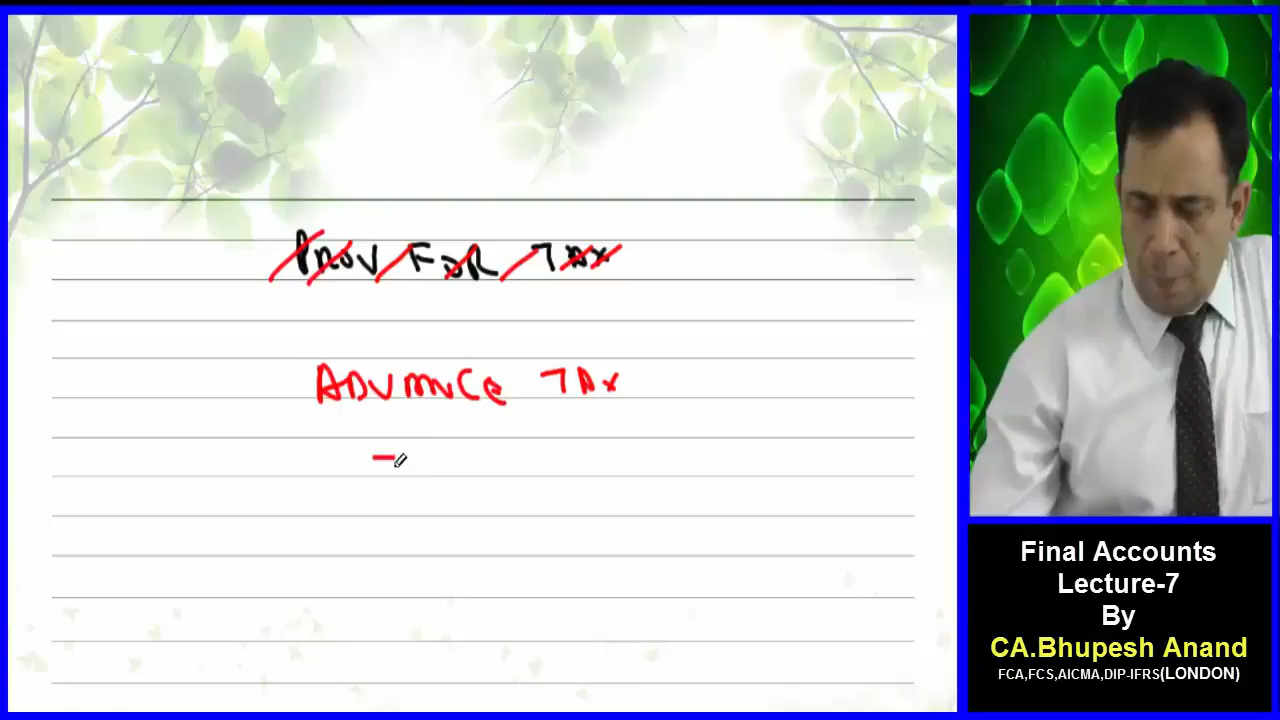 PROV FOR TAX
ADVANCE TAX
Final Accounts
Lecture-7
By
CA.Bhupesh Anand
FCA,FCS,AICMA,DIP-IFRS(LONDON)